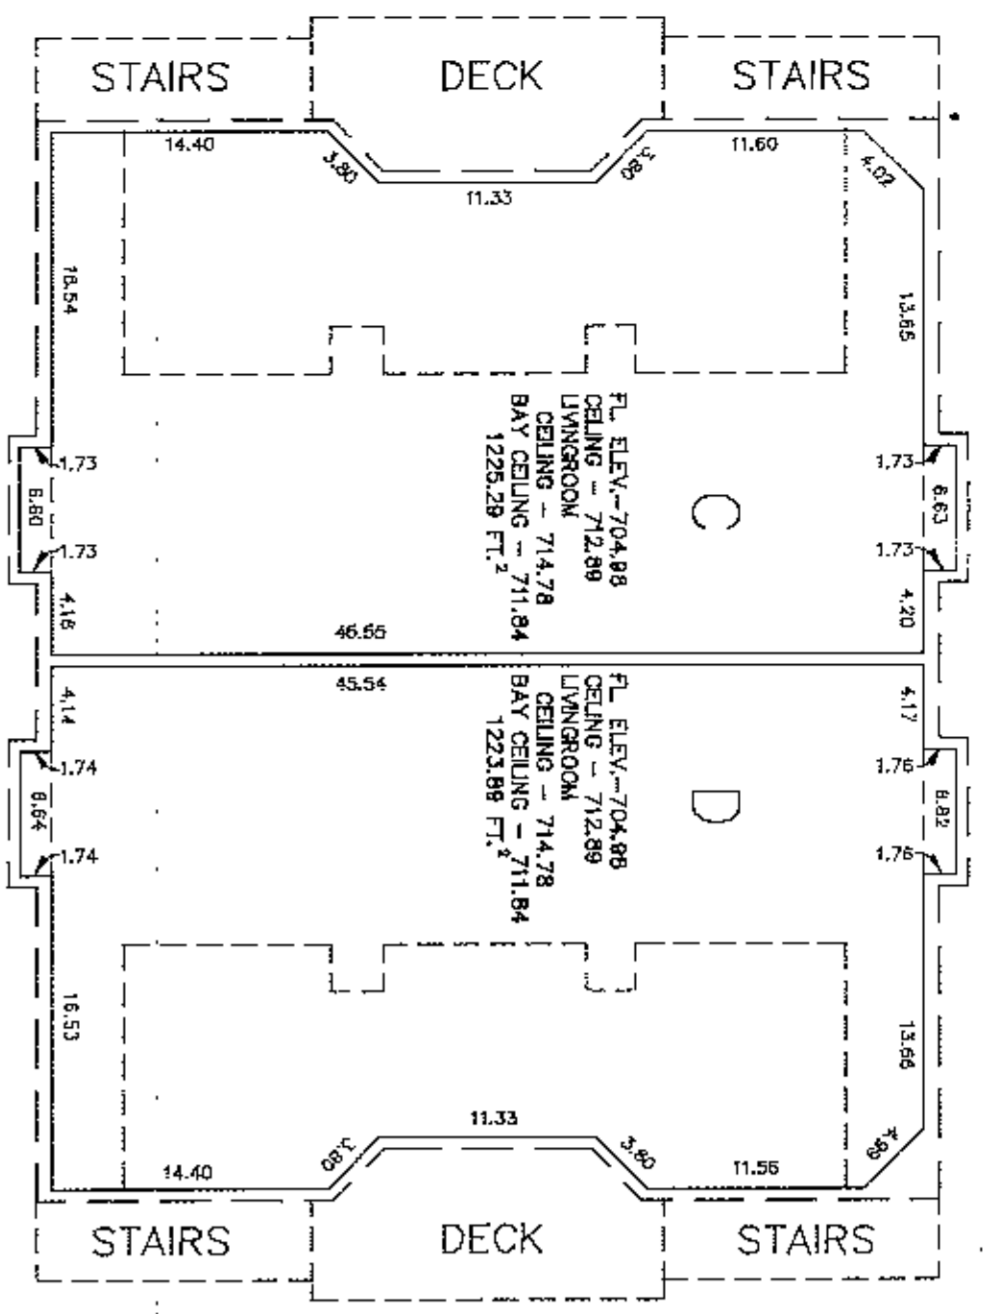 STAIRS
DECK
STAIRS
14.40
3.80
11.33
3.80
11.60
4.02
16.54
13.65
FL. ELEV.-704.98
CEILING - 712.89
LIVINGROOM
CEILING - 714.78
BAY CEILING - 711.84
1225.29 FT.²
C
1.73
6.60
1.73
4.16
1.73
6.63
1.73
4.20
45.55
45.54
4.14
1.74
6.64
1.74
4.17
1.76
6.62
1.76
FL. ELEV.-704.98
CEILING - 712.89
LIVINGROOM
CEILING - 714.78
BAY CEILING - 711.84
1223.89 FT.²
D
16.53
13.66
14.40
3.80
11.33
3.80
11.56
STAIRS
DECK
STAIRS